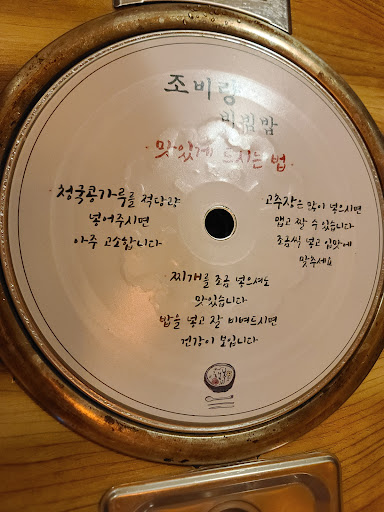 조비랑
비빔밥
· 맛있게 드시는 법 ·
청국콩가루를 적당량
넣어주시면
아주 고소합니다
고추장은 많이 넣으시면
맵고 짤 수 있습니다
조금씩 넣고 입맛에
맞추세요
찌개를 조금 넣으셔도
맛있습니다
밥을 넣고 잘 비벼드시면
건강이 보입니다